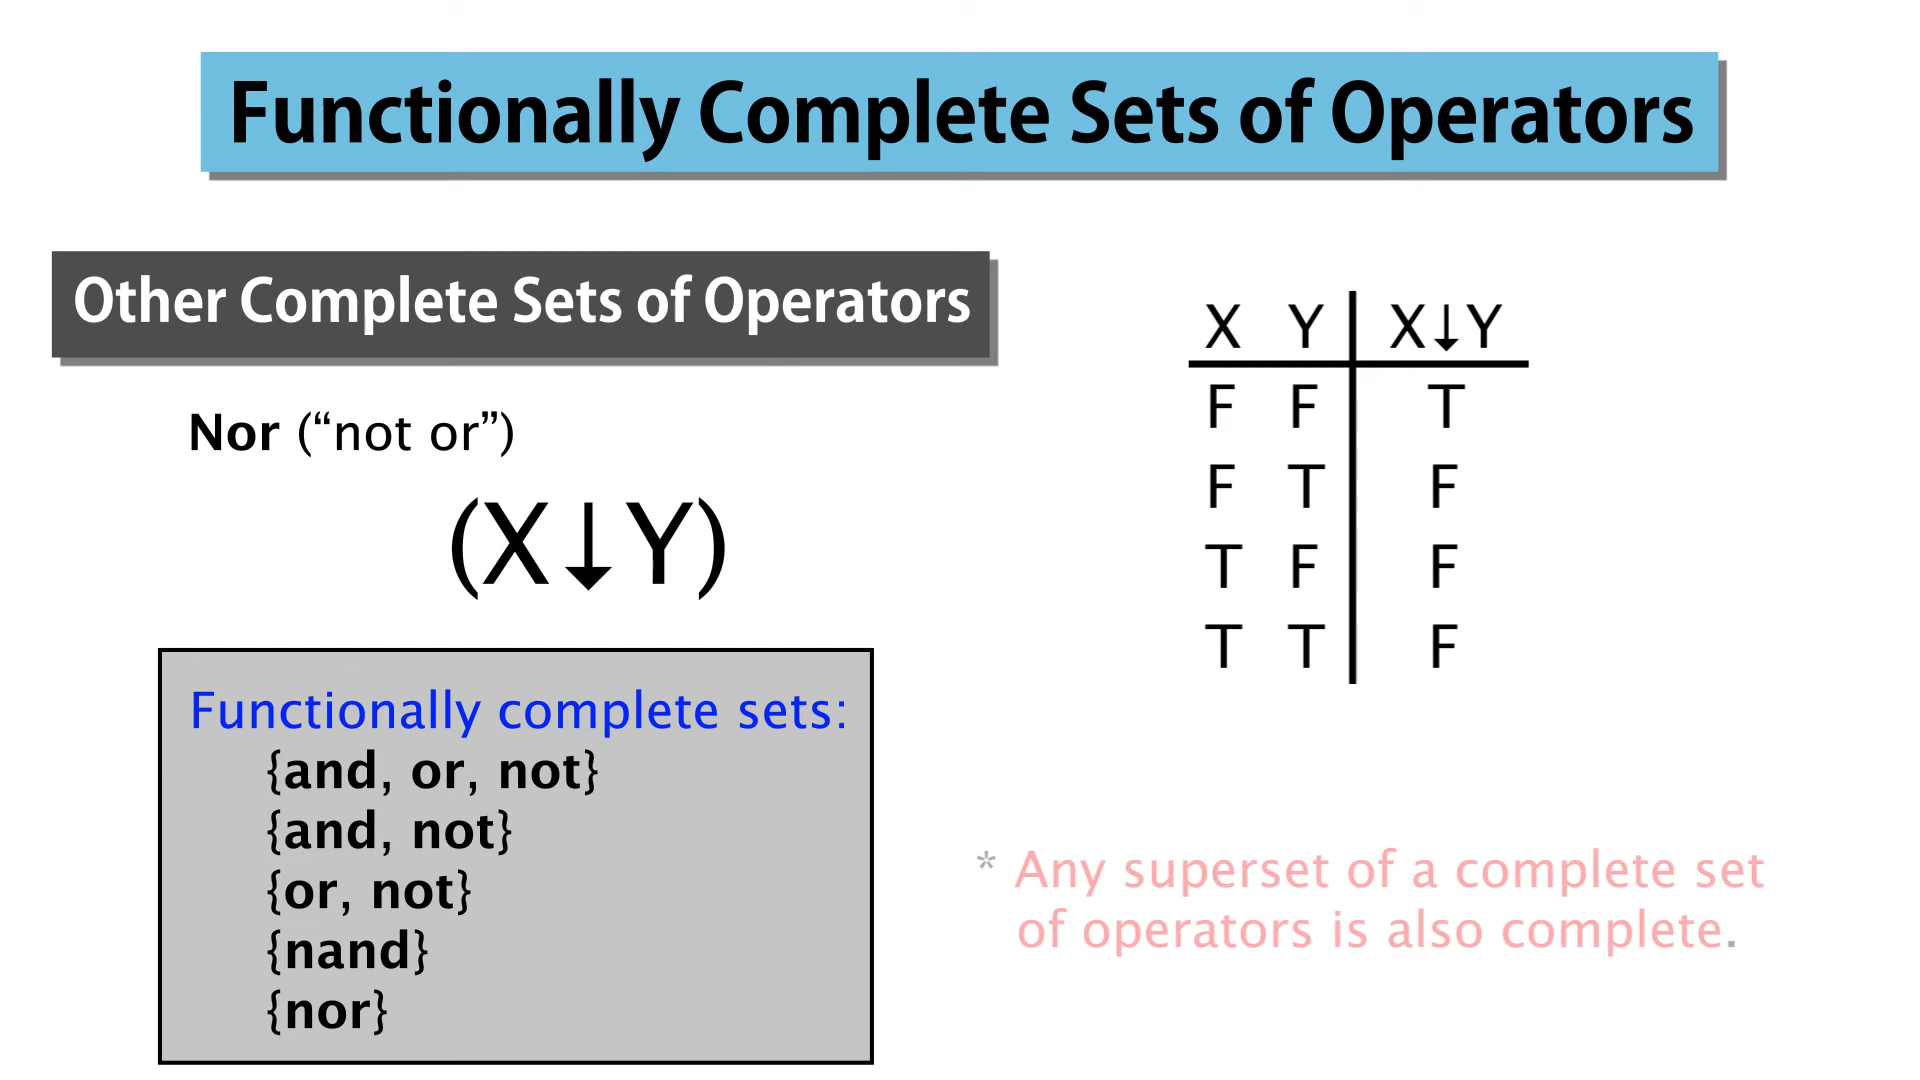 Functionally Complete Sets of Operators
Other Complete Sets of Operators
Nor (“not or”)
(X↓Y)
X Y X↓Y
F F T
F T F
T F F
T T F
Functionally complete sets:
{and, or, not}
{and, not}
{or, not}
{nand}
{nor}
* Any superset of a complete set
of operators is also complete.